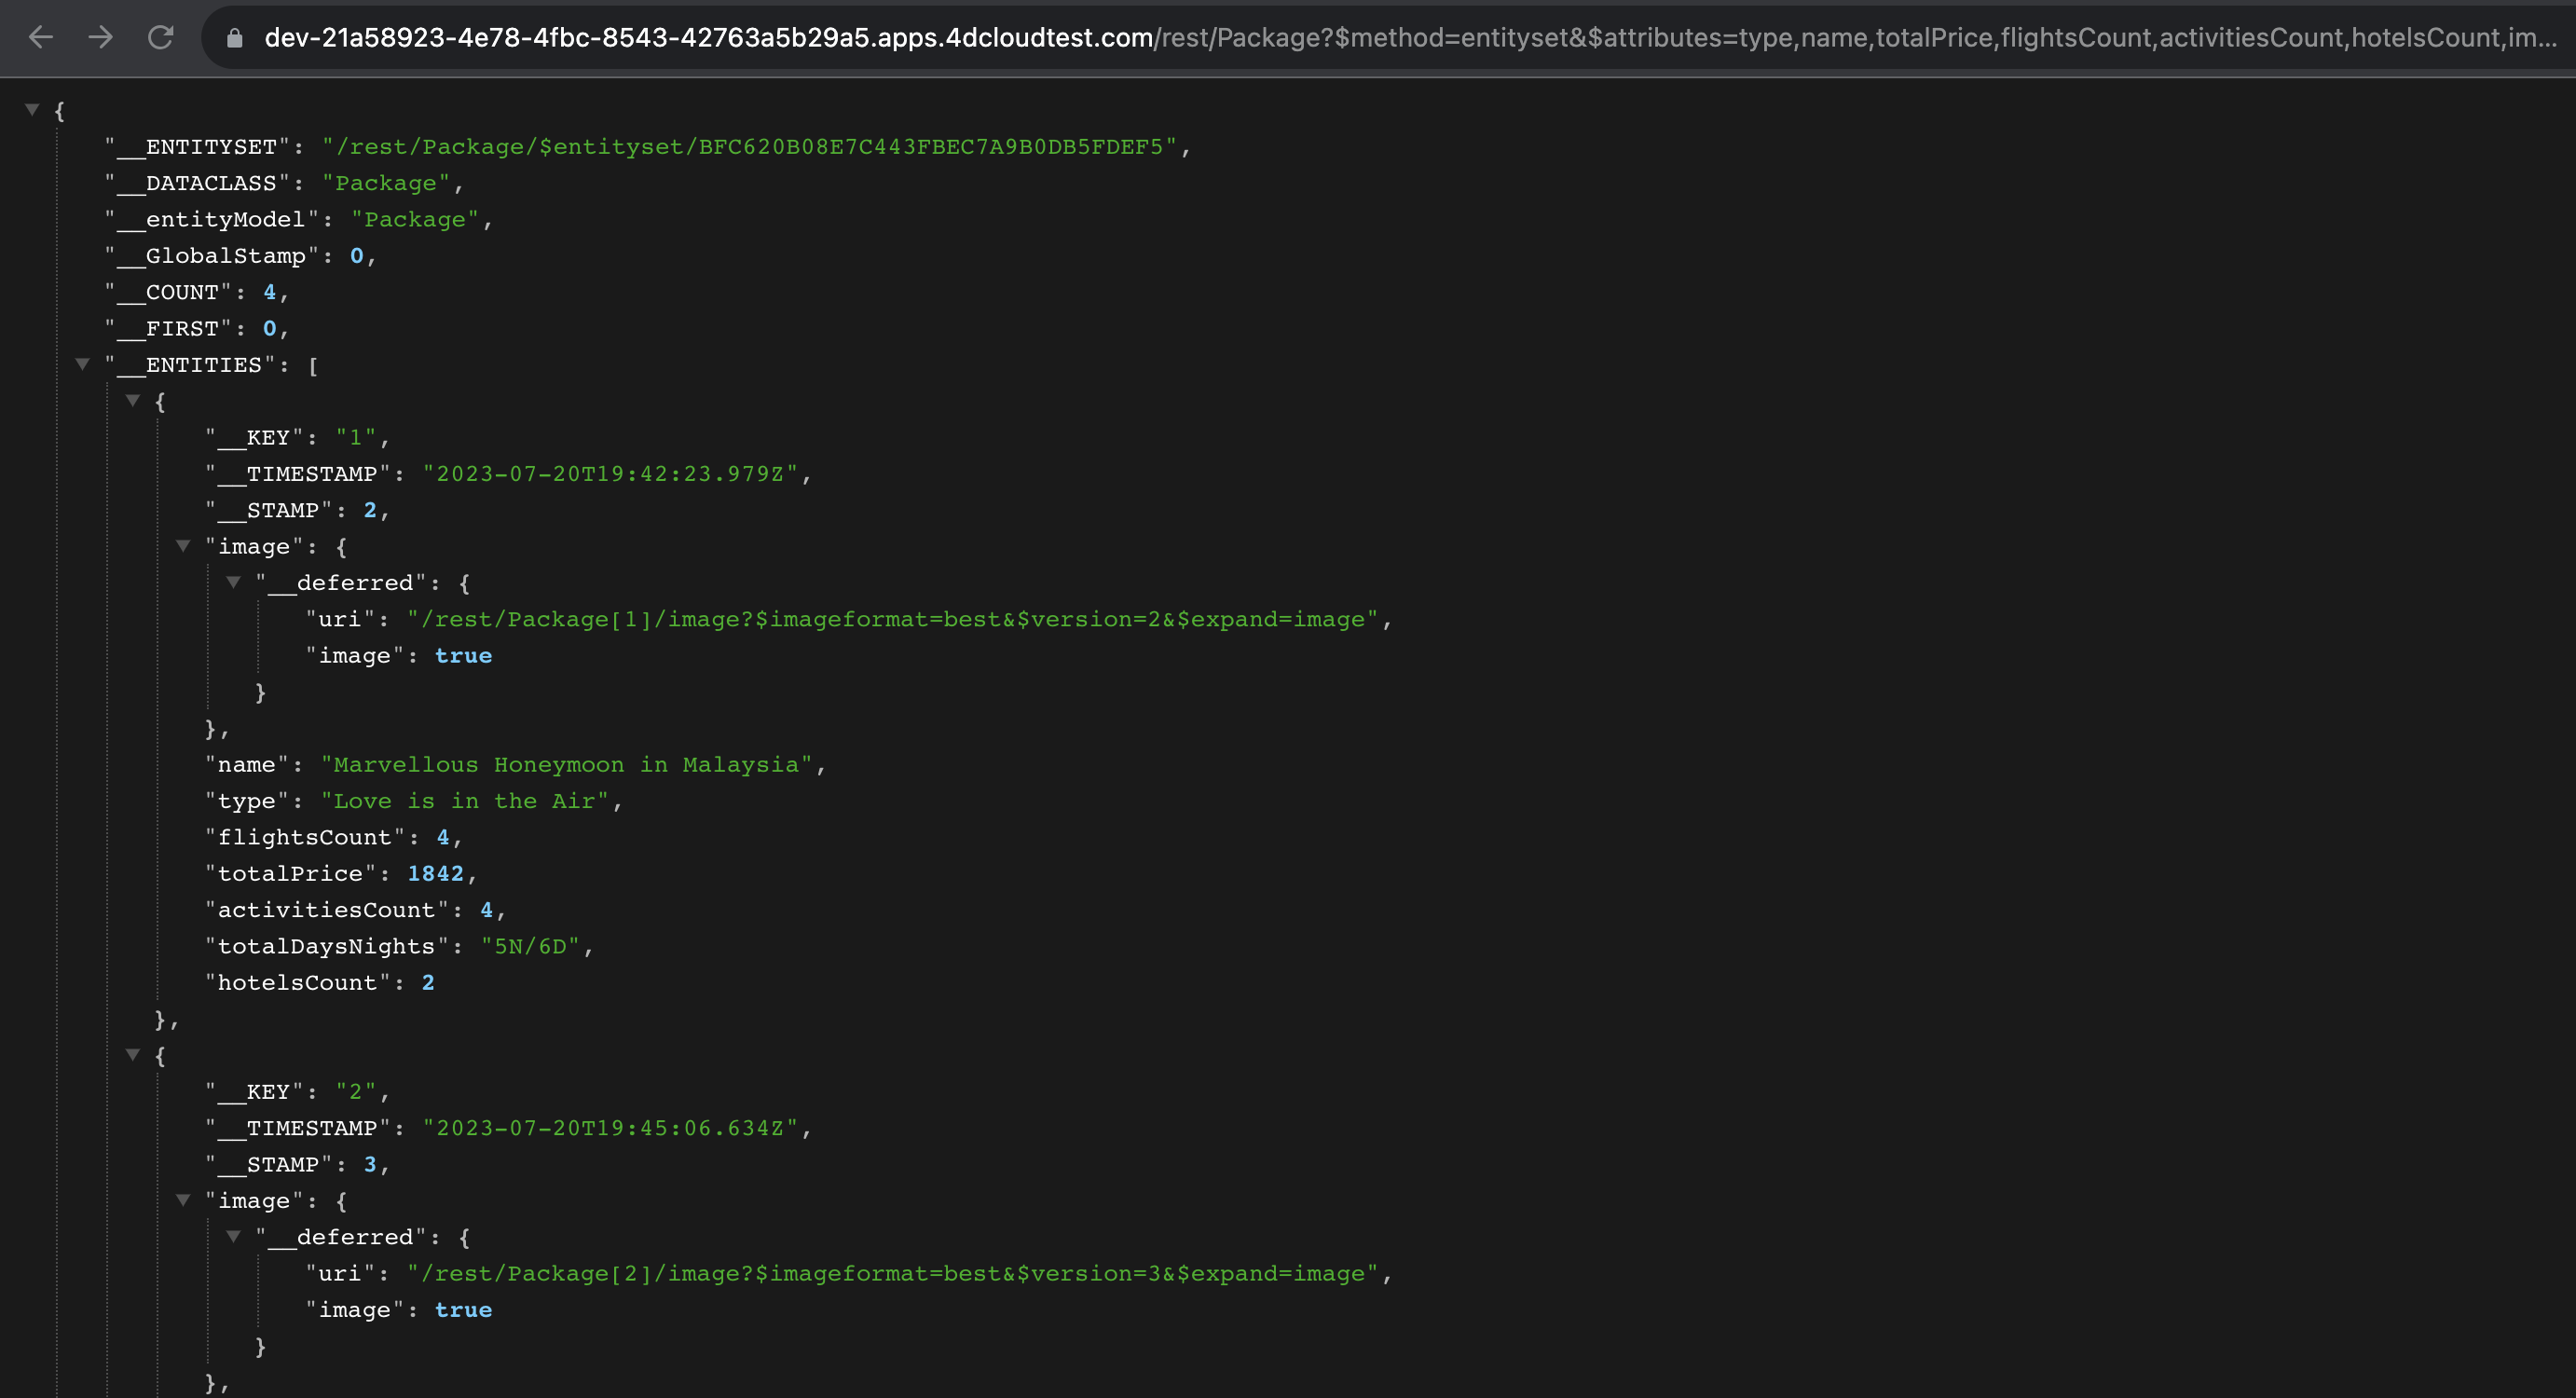 dev-21a58923-4e78-4fbc-8543-42763a5b29a5.apps.4dcloudtest.com/rest/Package?$method=entityset&$attributes=type,name,totalPrice,flightsCount,activitiesCount,hotelsCount,im...
{
"__ENTITYSET": "/rest/Package/$entityset/BFC620B08E7C443FBEC7A9B0DB5FDEF5",
"__DATACLASS": "Package",
"__entityModel": "Package",
"__GlobalStamp": 0,
"__COUNT": 4,
"__FIRST": 0,
"__ENTITIES": [
{
"__KEY": "1",
"__TIMESTAMP": "2023-07-20T19:42:23.979Z",
"__STAMP": 2,
"image": {
"__deferred": {
"uri": "/rest/Package[1]/image?$imageformat=best&$version=2&$expand=image",
"image": true
}
},
"name": "Marvellous Honeymoon in Malaysia",
"type": "Love is in the Air",
"flightsCount": 4,
"totalPrice": 1842,
"activitiesCount": 4,
"totalDaysNights": "5N/6D",
"hotelsCount": 2
},
{
"__KEY": "2",
"__TIMESTAMP": "2023-07-20T19:45:06.634Z",
"__STAMP": 3,
"image": {
"__deferred": {
"uri": "/rest/Package[2]/image?$imageformat=best&$version=3&$expand=image",
"image": true
}
},